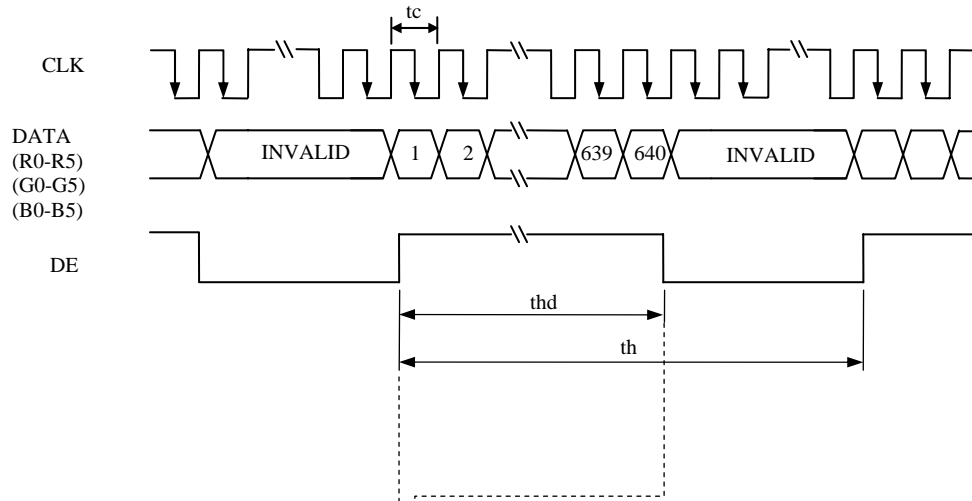 tc
CLK
DATA
(R0-R5)
(G0-G5)
(B0-B5)
INVALID 1 2 639 640 INVALID
DE
thd
th